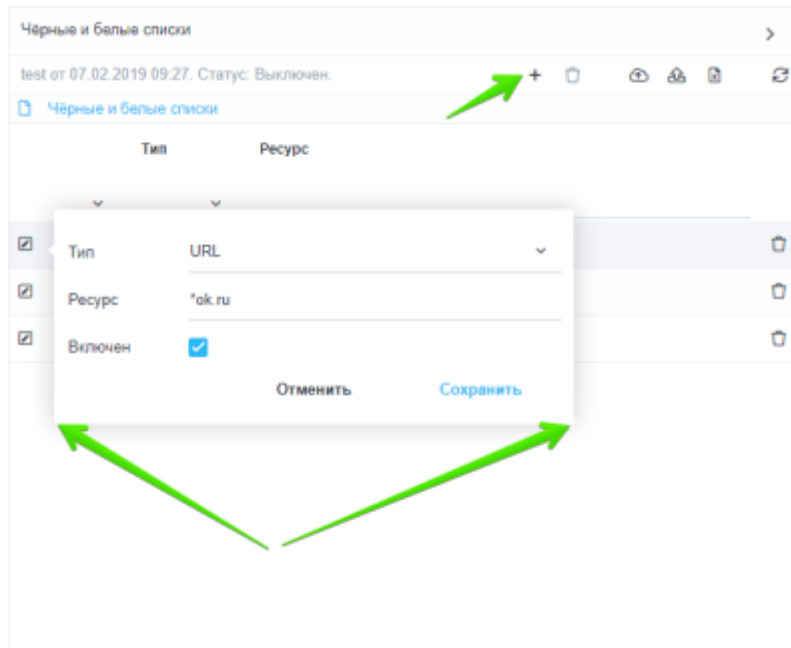 Чёрные и белые списки
test от 07.02.2019 09:27. Статус: Выключен.
Чёрные и белые списки
Тип Ресурс
Тип URL
Ресурс *ok.ru
Включен
Отменить Сохранить